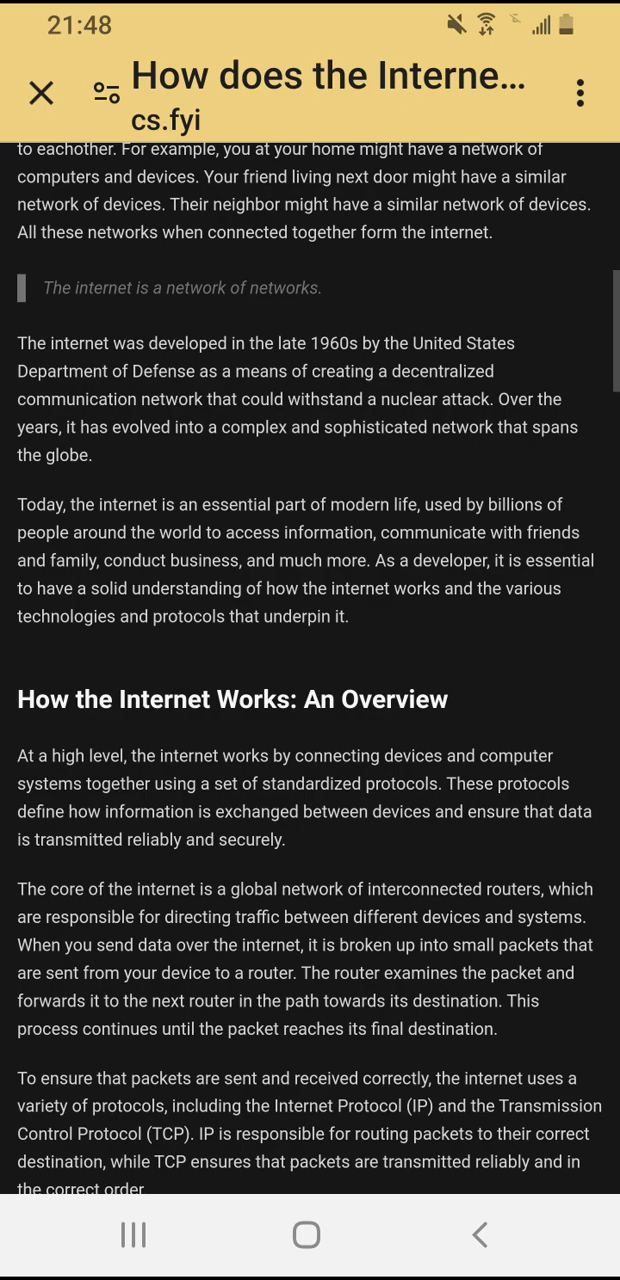 21:48
How does the Interne...
cs.fyi
to eachother. For example, you at your home might have a network of
computers and devices. Your friend living next door might have a similar
network of devices. Their neighbor might have a similar network of devices.
All these networks when connected together form the internet.
The internet is a network of networks.
The internet was developed in the late 1960s by the United States
Department of Defense as a means of creating a decentralized
communication network that could withstand a nuclear attack. Over the
years, it has evolved into a complex and sophisticated network that spans
the globe.
Today, the internet is an essential part of modern life, used by billions of
people around the world to access information, communicate with friends
and family, conduct business, and much more. As a developer, it is essential
to have a solid understanding of how the internet works and the various
technologies and protocols that underpin it.
How the Internet Works: An Overview
At a high level, the internet works by connecting devices and computer
systems together using a set of standardized protocols. These protocols
define how information is exchanged between devices and ensure that data
is transmitted reliably and securely.
The core of the internet is a global network of interconnected routers, which
are responsible for directing traffic between different devices and systems.
When you send data over the internet, it is broken up into small packets that
are sent from your device to a router. The router examines the packet and
forwards it to the next router in the path towards its destination. This
process continues until the packet reaches its final destination.
To ensure that packets are sent and received correctly, the internet uses a
variety of protocols, including the Internet Protocol (IP) and the Transmission
Control Protocol (TCP). IP is responsible for routing packets to their correct
destination, while TCP ensures that packets are transmitted reliably and in
the correct order.